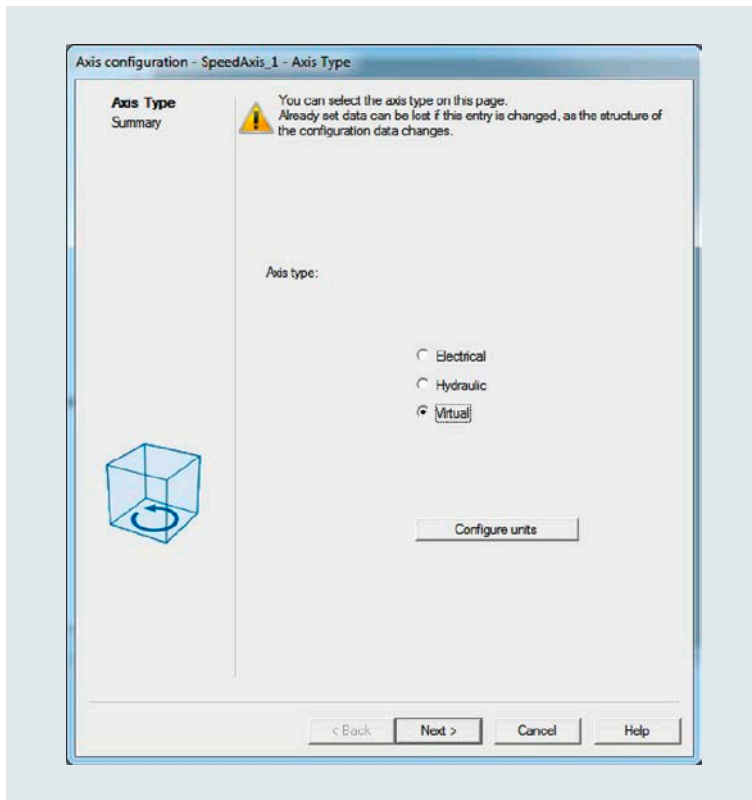 Axis configuration - SpeedAxis_1 - Axis Type
Axis Type
Summary
You can select the axis type on this page.
Already set data can be lost if this entry is changed, as the structure of
the configuration data changes.
Axis type:
Electrical
Hydraulic
Virtual
Configure units
< Back
Next >
Cancel
Help